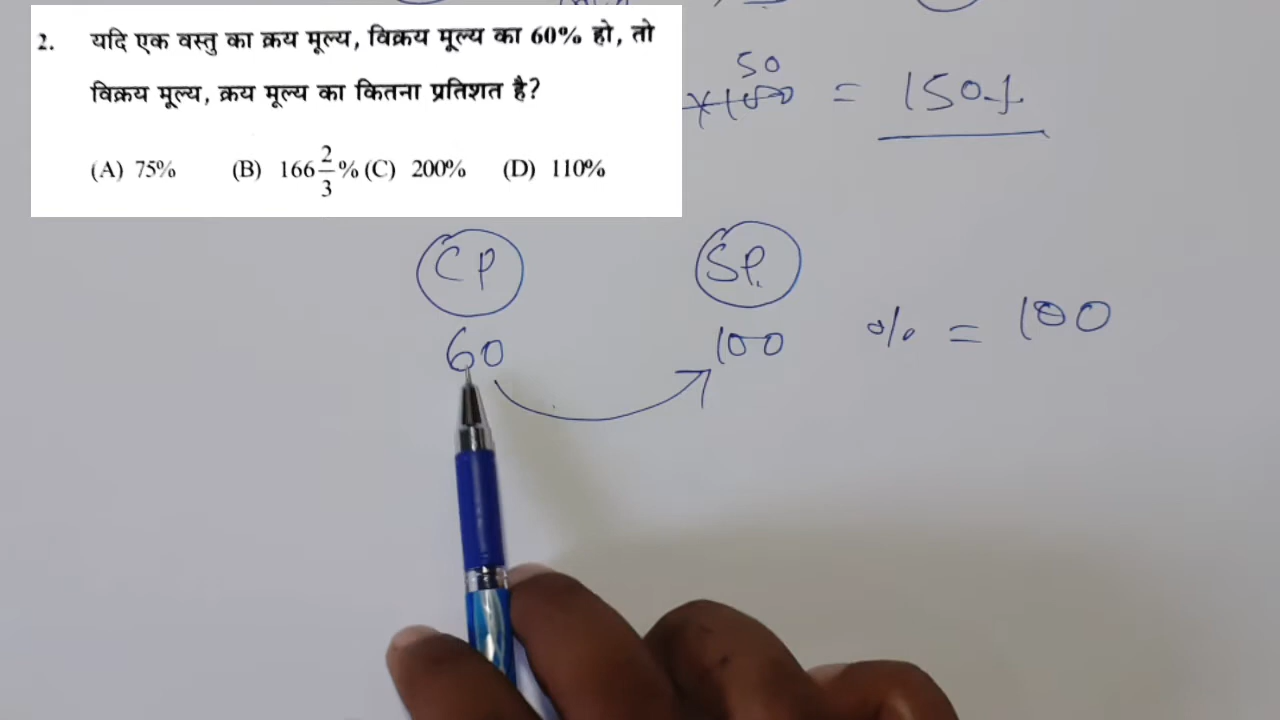 2. यदि एक वस्तु का क्रय मूल्य, विक्रय मूल्य का 60% हो, तो
विक्रय मूल्य, क्रय मूल्य का कितना प्रतिशत है?
(A) 75% (B) 166 2/3 % (C) 200% (D) 110%
50
×100 = 150%
CP SP.
60 100 % = 100